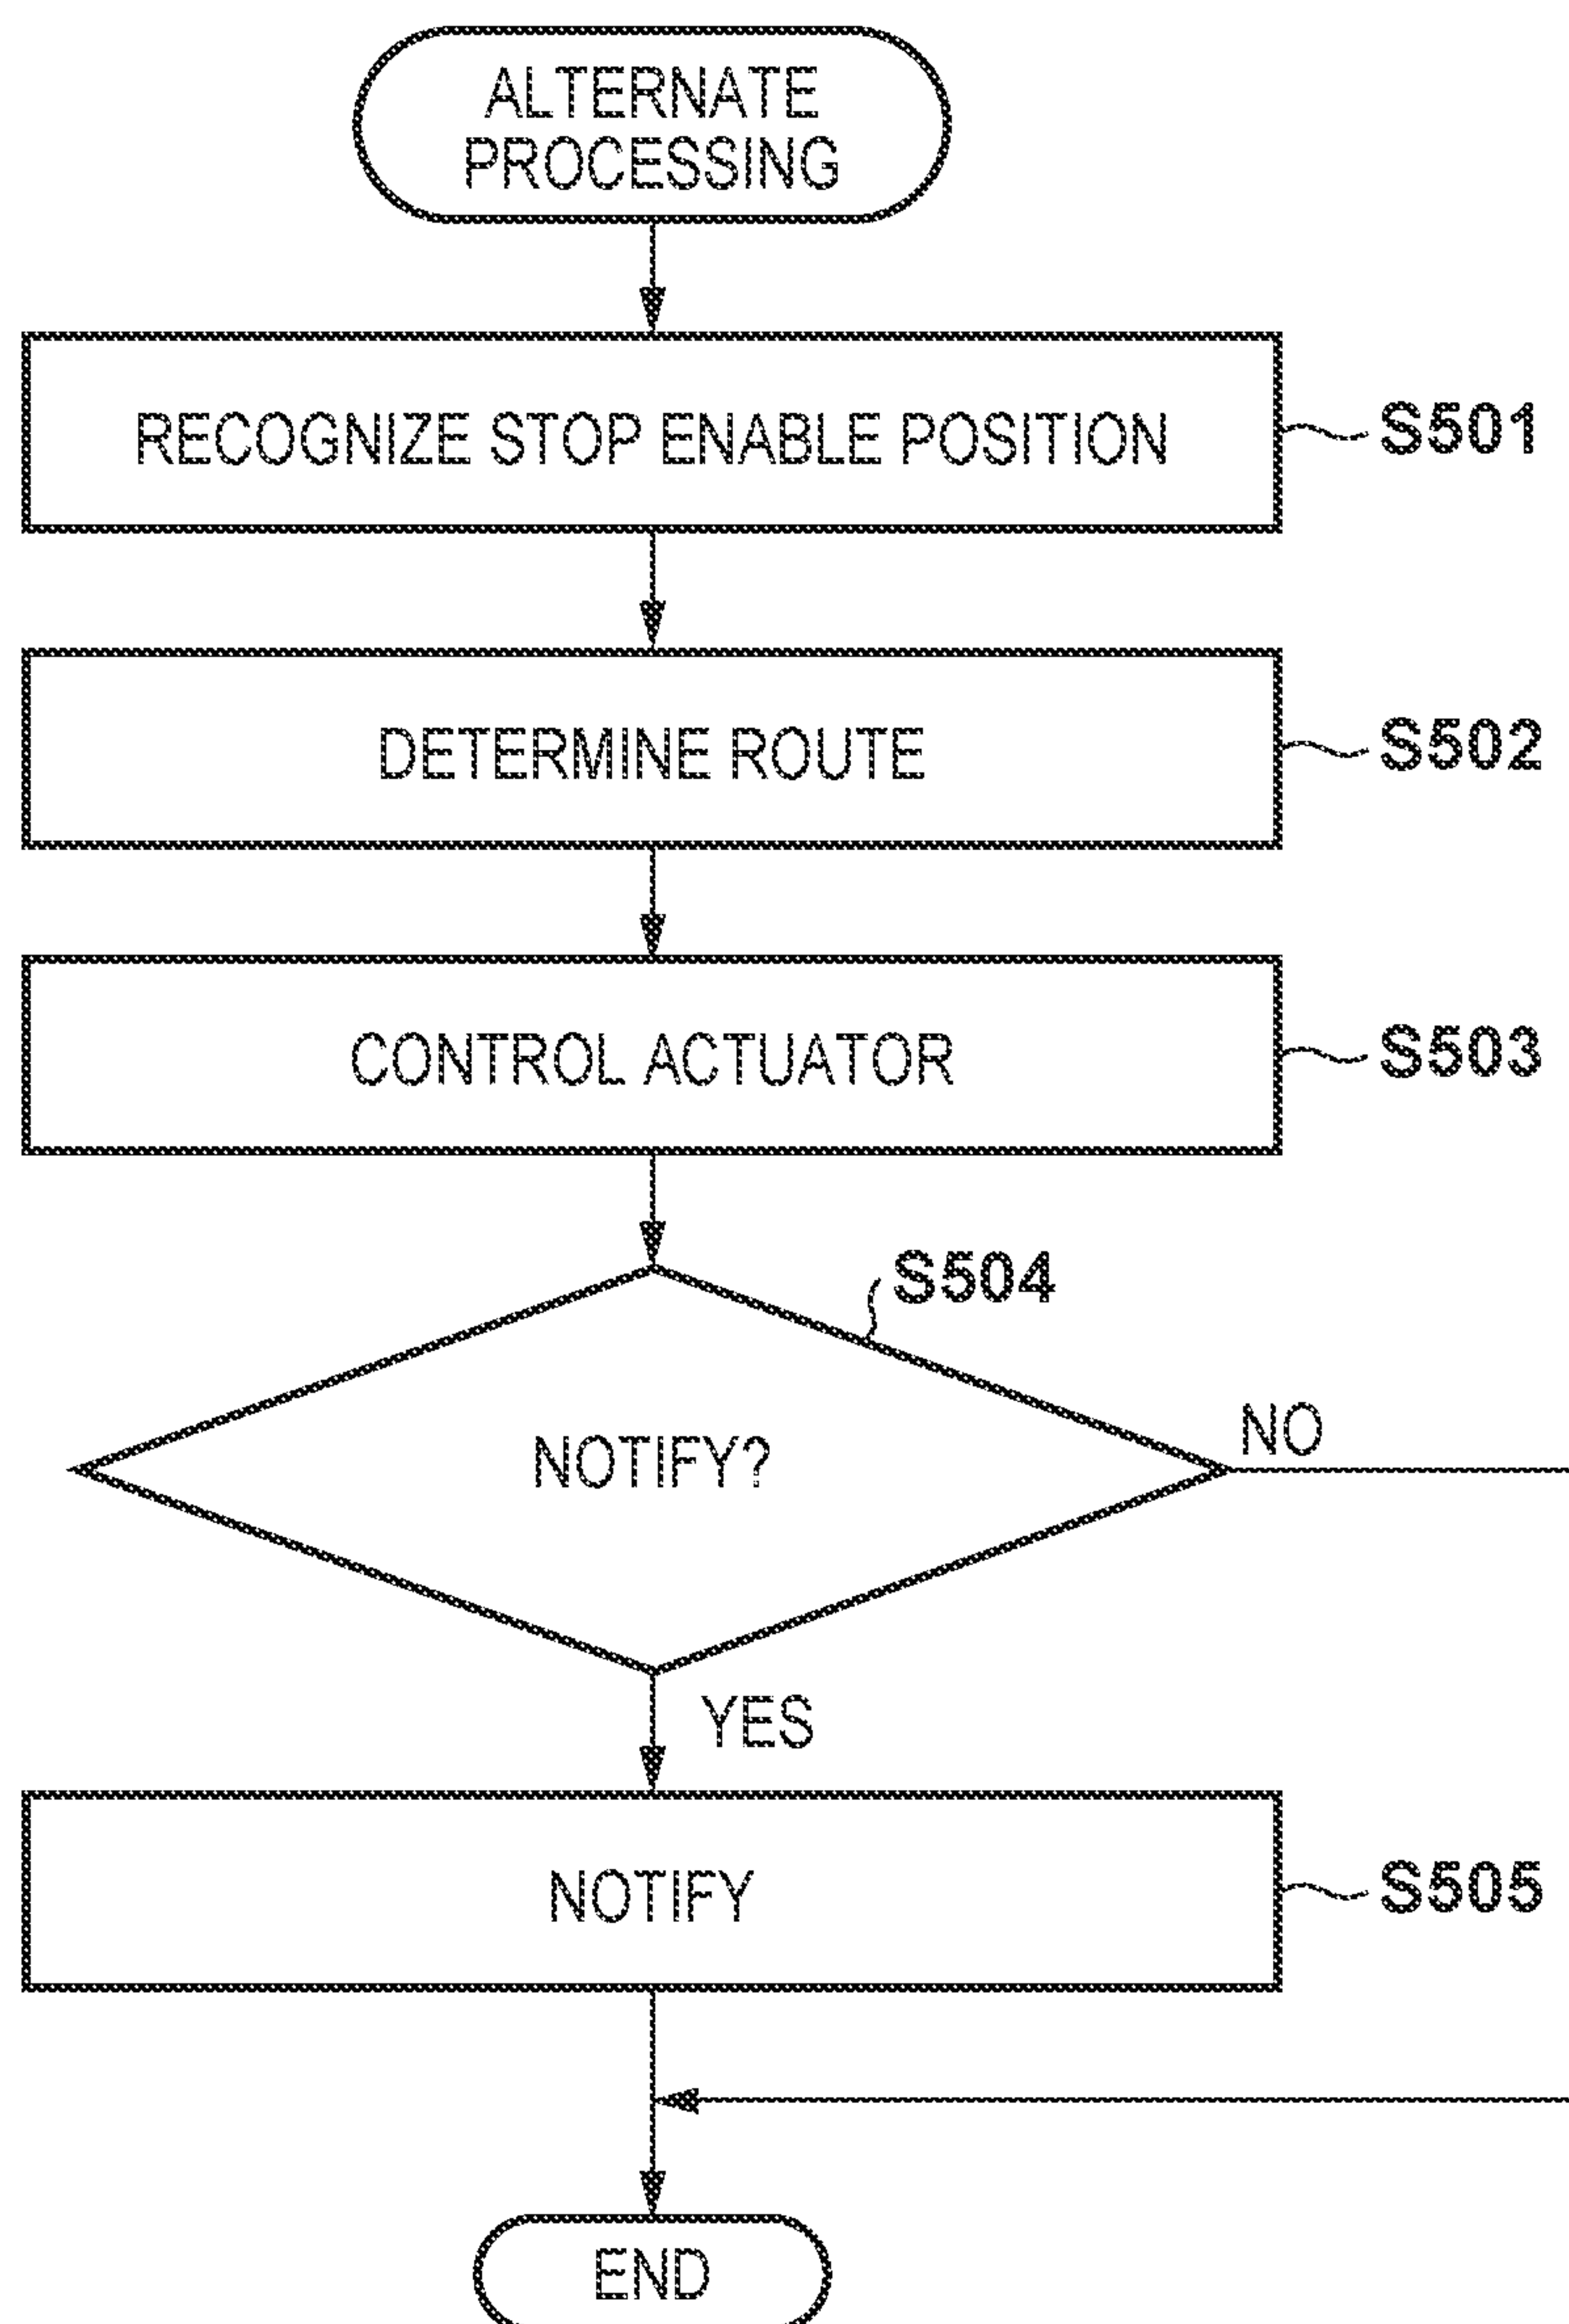 ALTERNATE
PROCESSING
RECOGNIZE STOP ENABLE POSITION
S501
DETERMINE ROUTE
S502
CONTROL ACTUATOR
S503
S504
NOTIFY?
NO
YES
NOTIFY
S505
END